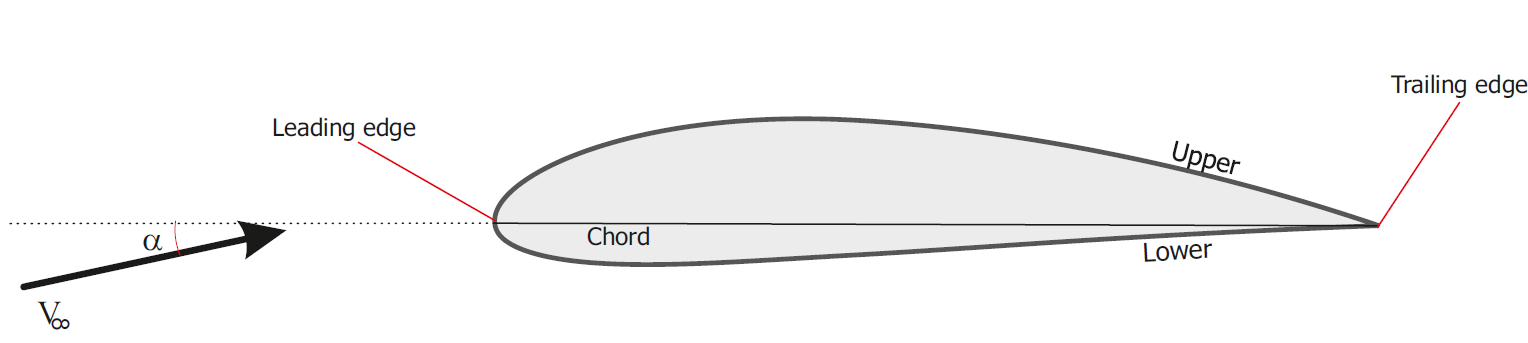 Trailing edge
Leading edge
Upper
Chord
Lower
α
V∞